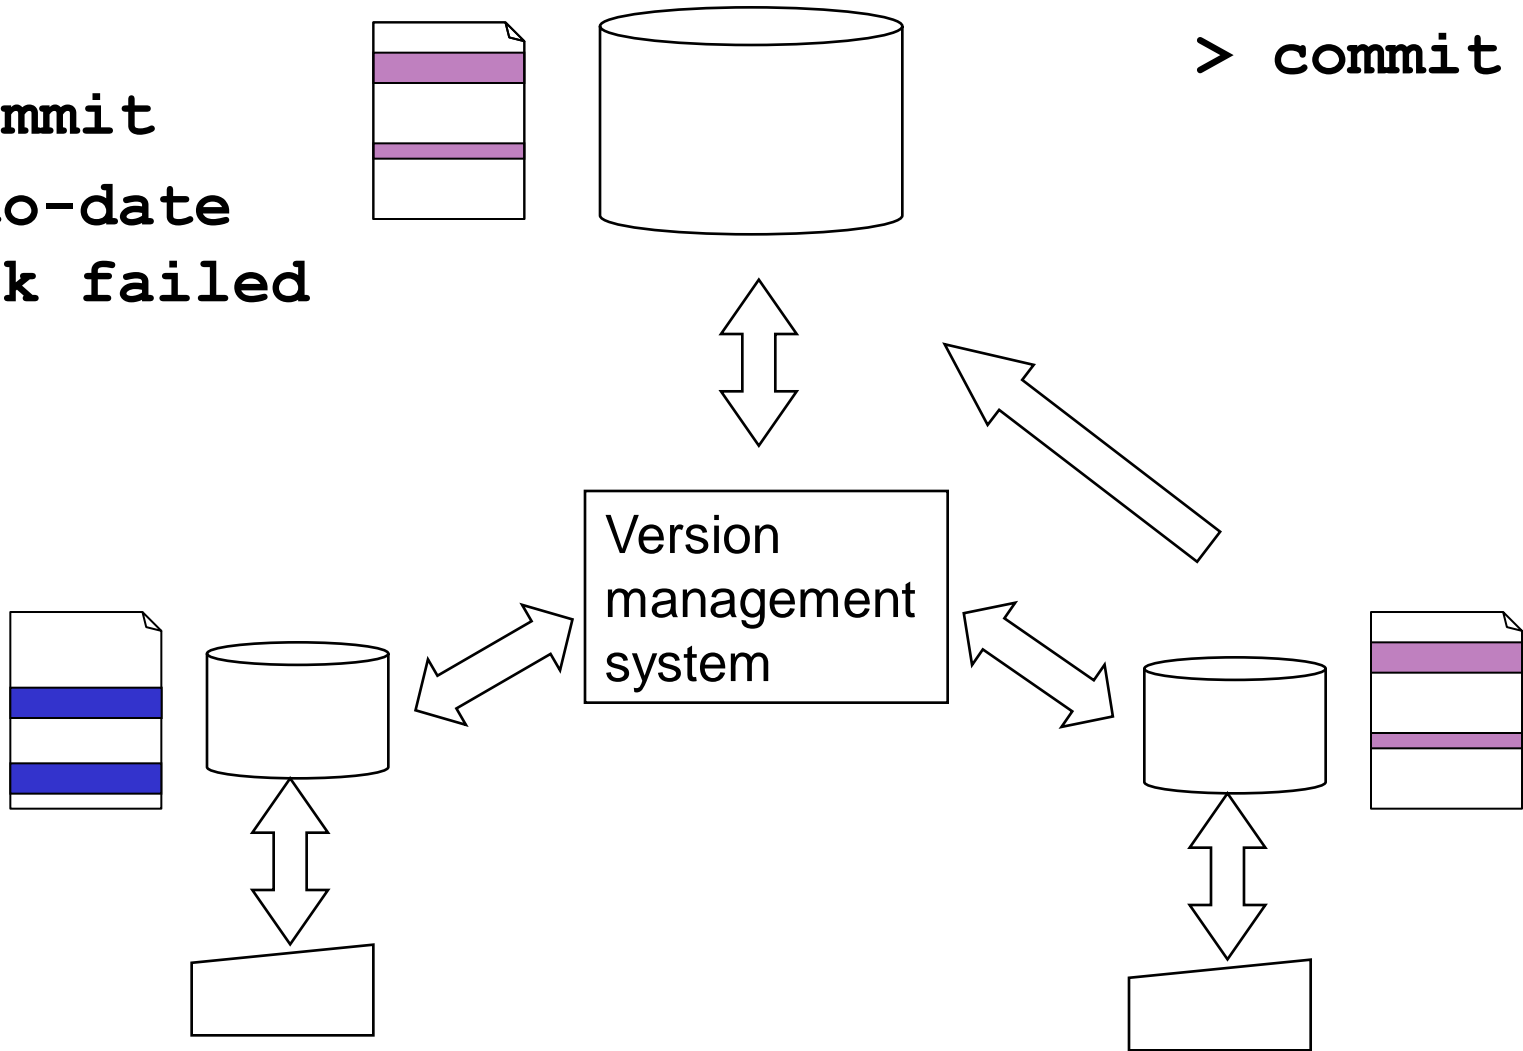 mmit
o-date
k failed
> commit
Version
management
system